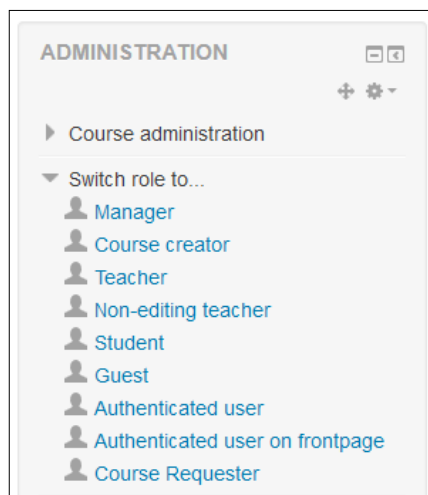 ADMINISTRATION
Course administration
Switch role to...
Manager
Course creator
Teacher
Non-editing teacher
Student
Guest
Authenticated user
Authenticated user on frontpage
Course Requester